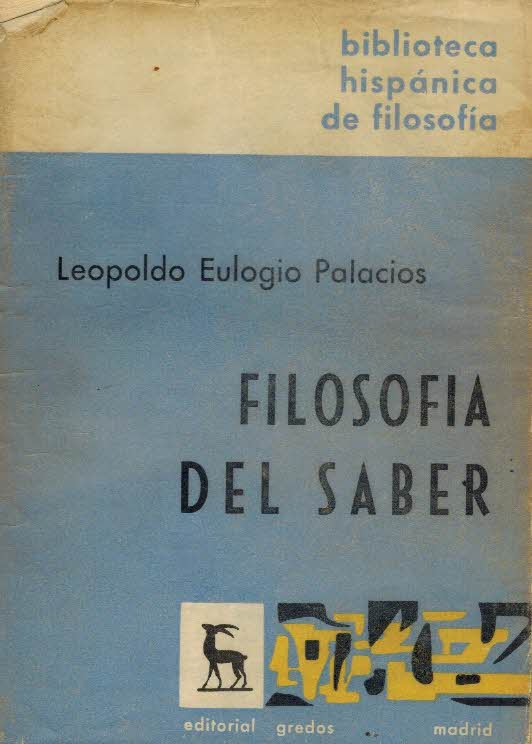 biblioteca
hispánica
de filosofía
Leopoldo Eulogio Palacios
FILOSOFIA
DEL SABER
editorial gredos madrid